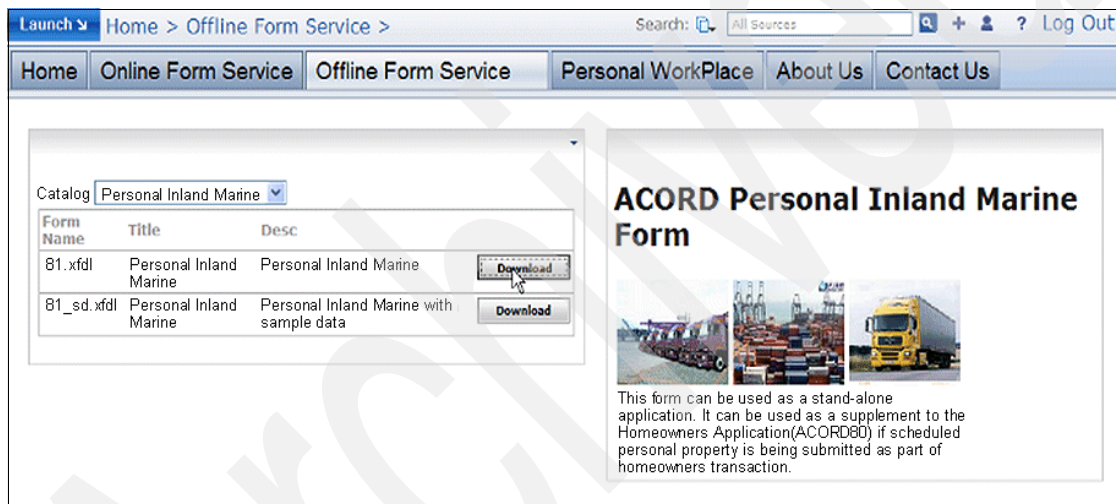 Launch
Home > Offline Form Service >
Search:
All Sources
+
? Log Out
Home
Online Form Service
Offline Form Service
Personal WorkPlace
About Us
Contact Us
Catalog Personal Inland Marine
Form Name
Title
Desc
81.xfdl
Personal Inland
Marine
Personal Inland Marine
Download
81_sd.xfdl
Personal Inland
Marine
Personal Inland Marine with
sample data
Download
ACORD Personal Inland Marine
Form
This form can be used as a stand-alone
application. It can be used as a supplement to the
Homeowners Application(ACORD80) if scheduled
personal property is being submitted as part of
homeowners transaction.